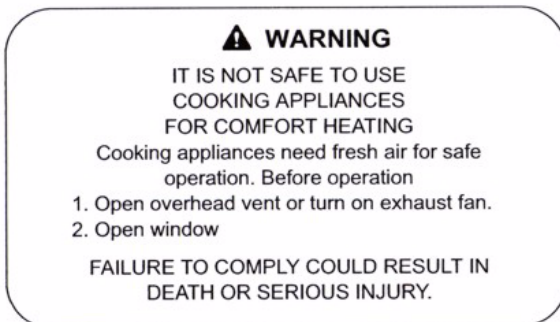 WARNING
IT IS NOT SAFE TO USE
COOKING APPLIANCES
FOR COMFORT HEATING
Cooking appliances need fresh air for safe
operation. Before operation
1. Open overhead vent or turn on exhaust fan.
2. Open window
FAILURE TO COMPLY COULD RESULT IN
DEATH OR SERIOUS INJURY.